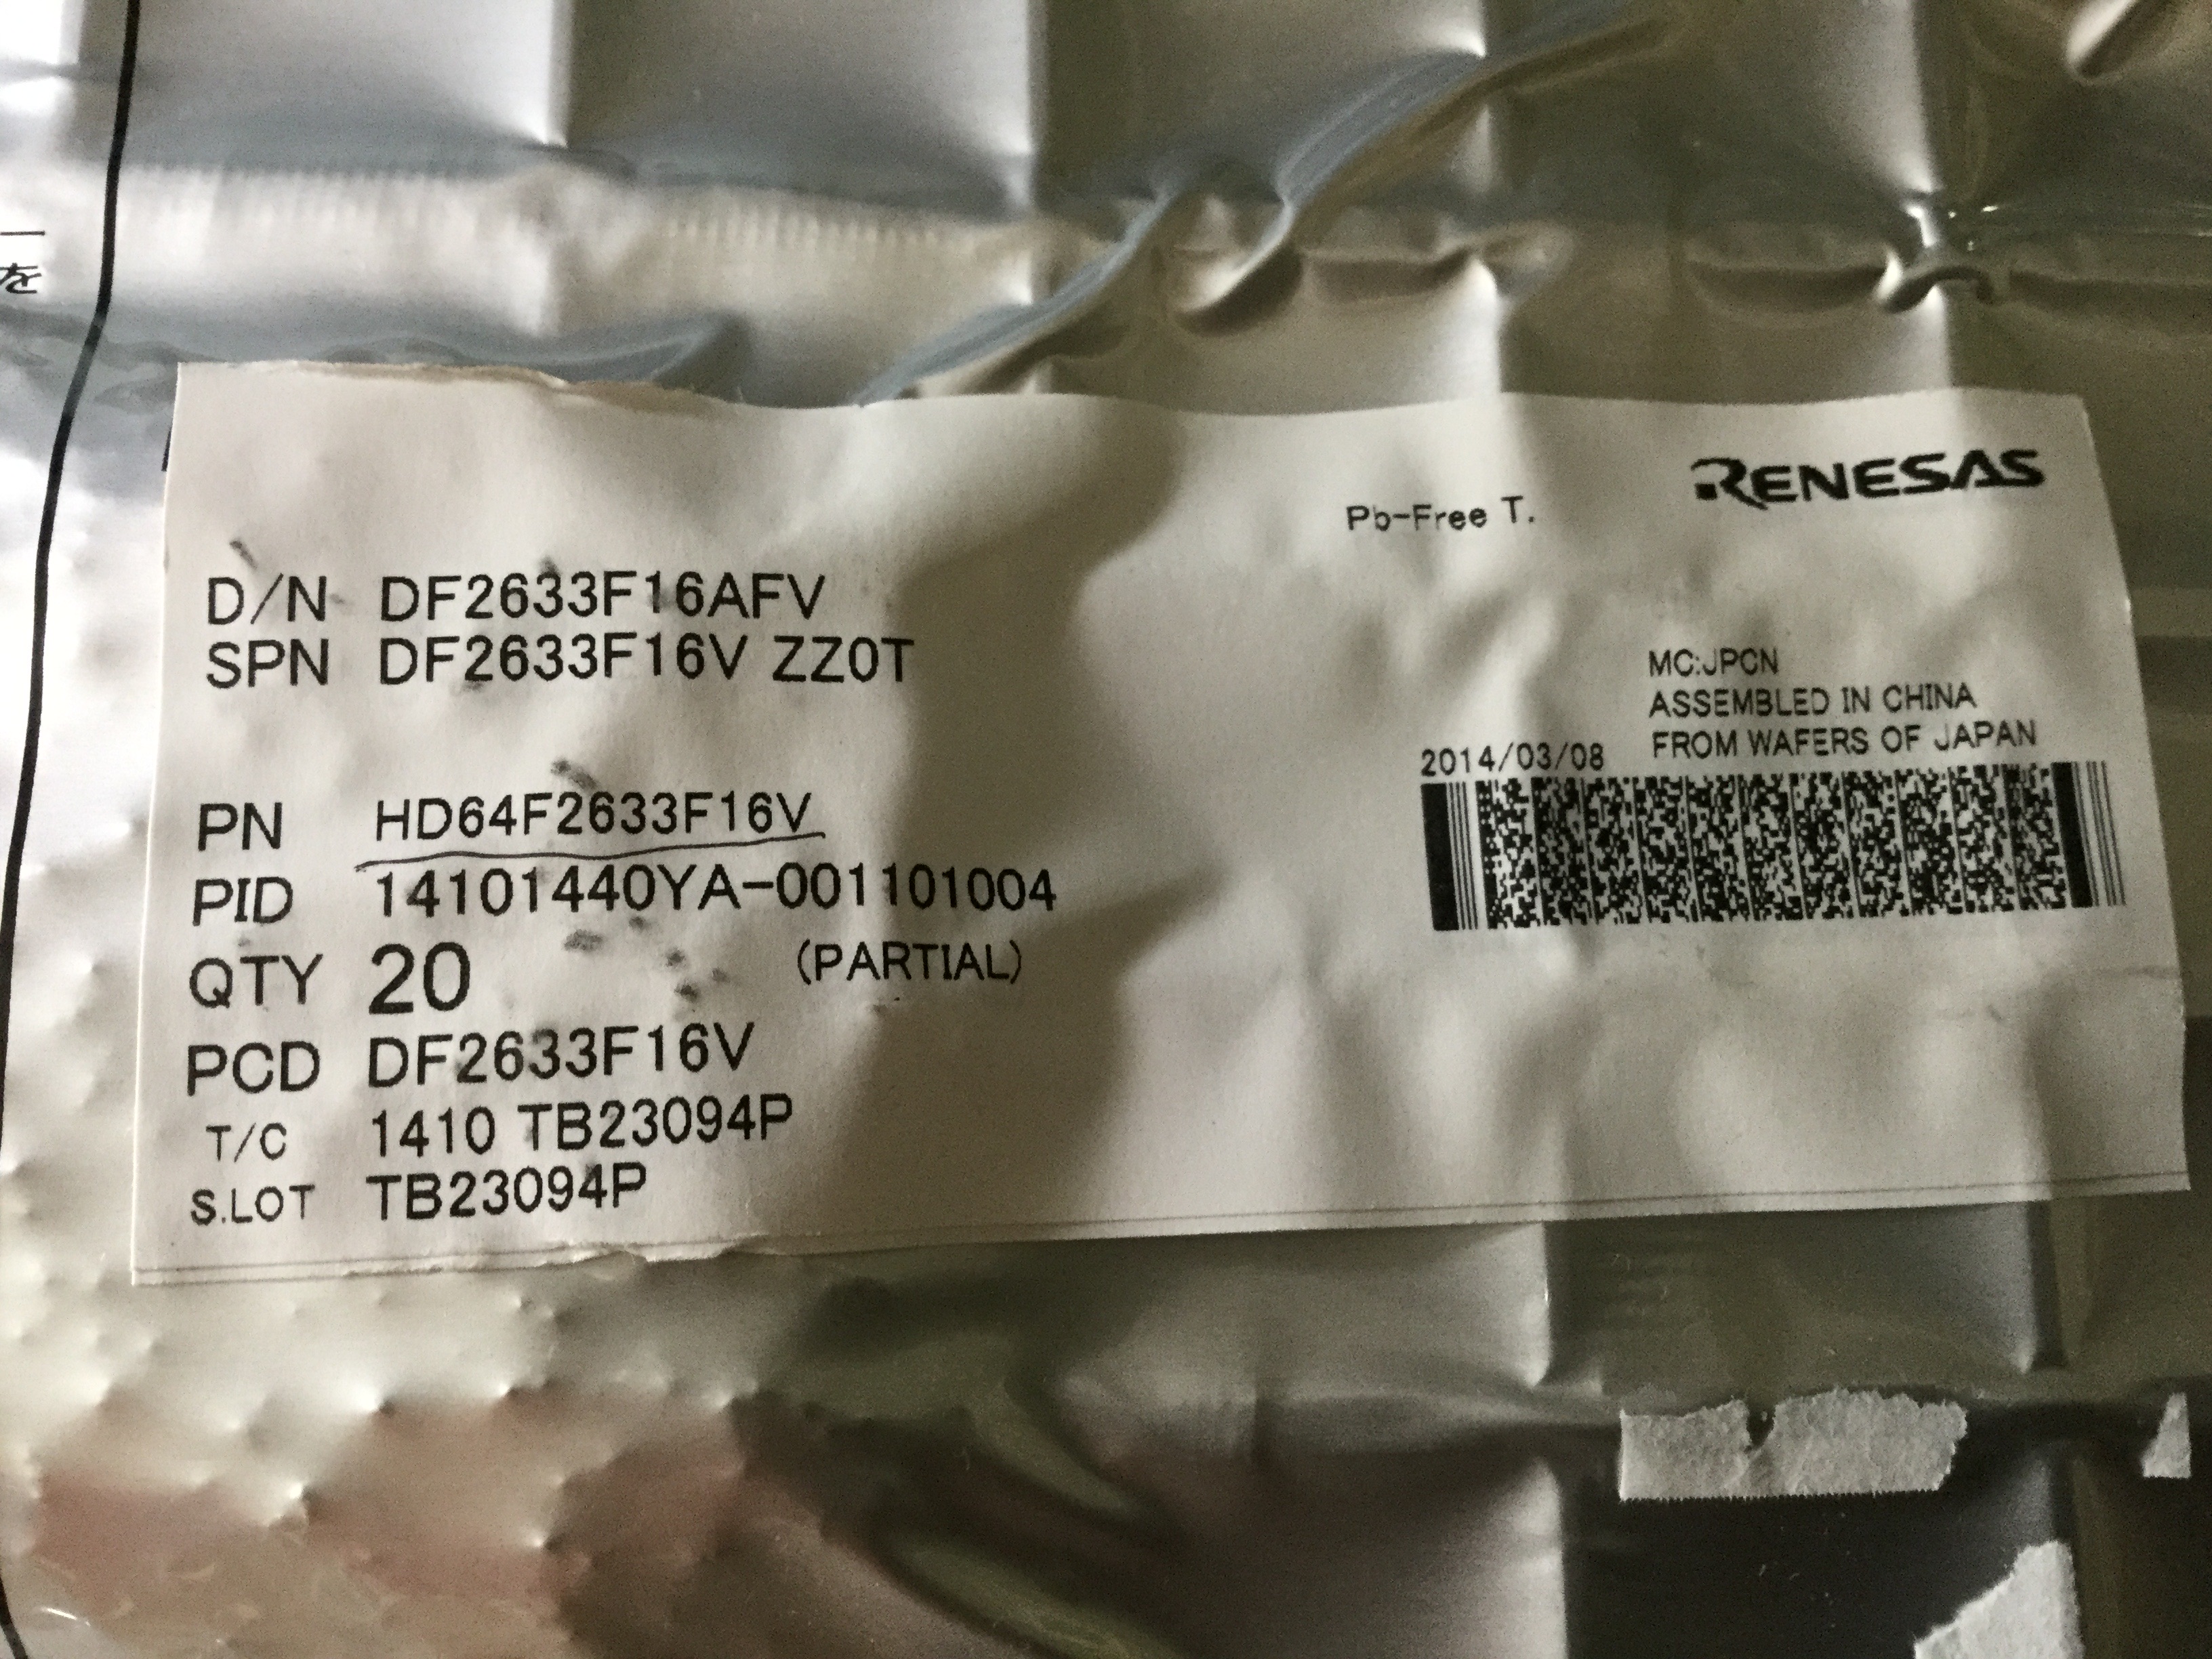 を
RENESAS
Pb-Free T.
D/N DF2633F16AFV
SPN DF2633F16V ZZ0T
MC:JPCN
ASSEMBLED IN CHINA
FROM WAFERS OF JAPAN
2014/03/08
PN HD64F2633F16V
PID 14101440YA-001101004
QTY 20 (PARTIAL)
PCD DF2633F16V
T/C 1410 TB23094P
S.LOT TB23094P